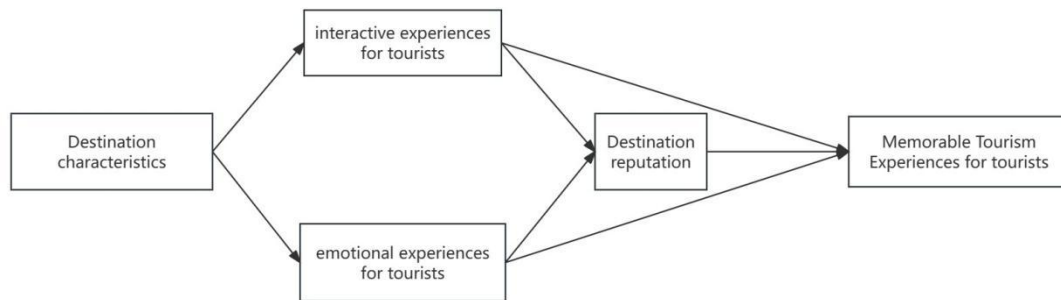 interactive experiences
for tourists
Destination
characteristics
Destination
reputation
Memorable Tourism
Experiences for tourists
emotional experiences
for tourists